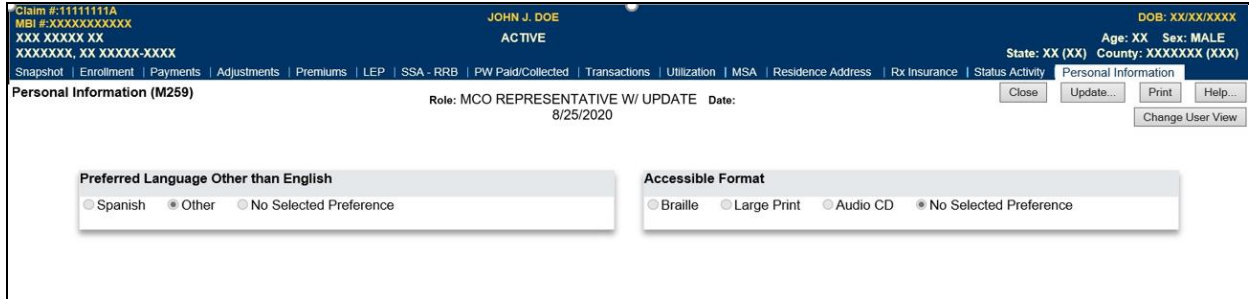 Claim #:11111111A
MBI #:XXXXXXXXXXX
JOHN J. DOE
DOB: XX/XX/XXXX
XXX XXXXX XX
ACTIVE
Age: XX Sex: MALE
XXXXXXX, XX XXXXX-XXXX
State: XX (XX) County: XXXXXXX (XXX)
Snapshot | Enrollment | Payments | Adjustments | Premiums | LEP | SSA - RRB | PW Paid/Collected | Transactions | Utilization | MSA | Residence Address | Rx Insurance | Status Activity Personal Information
Personal Information (M259)
Role: MCO REPRESENTATIVE W/ UPDATE Date:
8/25/2020
Close Update... Print Help...
Change User View
Preferred Language Other than English
Spanish Other No Selected Preference
Accessible Format
Braille Large Print Audio CD No Selected Preference